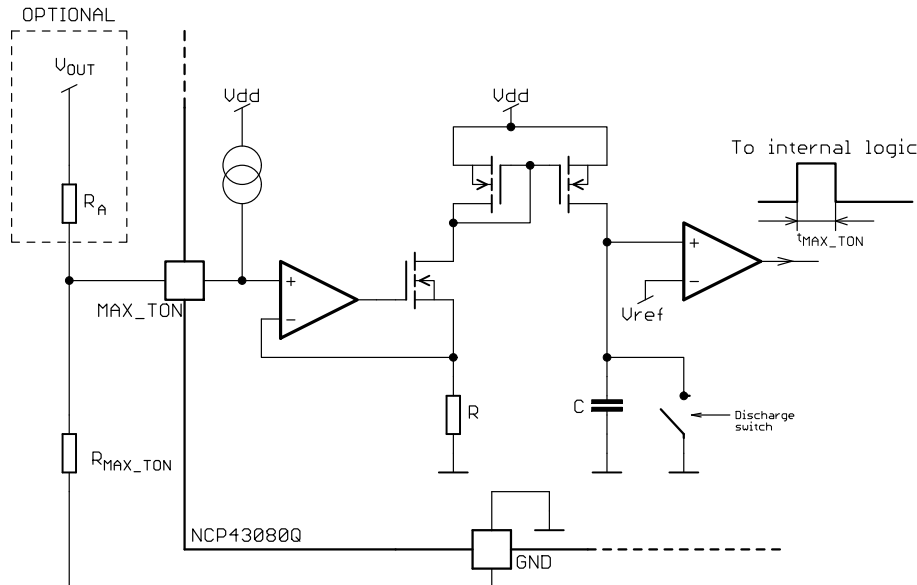 OPTIONAL
VOUT
Vdd
Vdd
To internal logic
RA
tMAX_TON
+
+
−
−
MAX_TON
Vref
R
C
Discharge
switch
RMAX_TON
NCP43080Q
GND